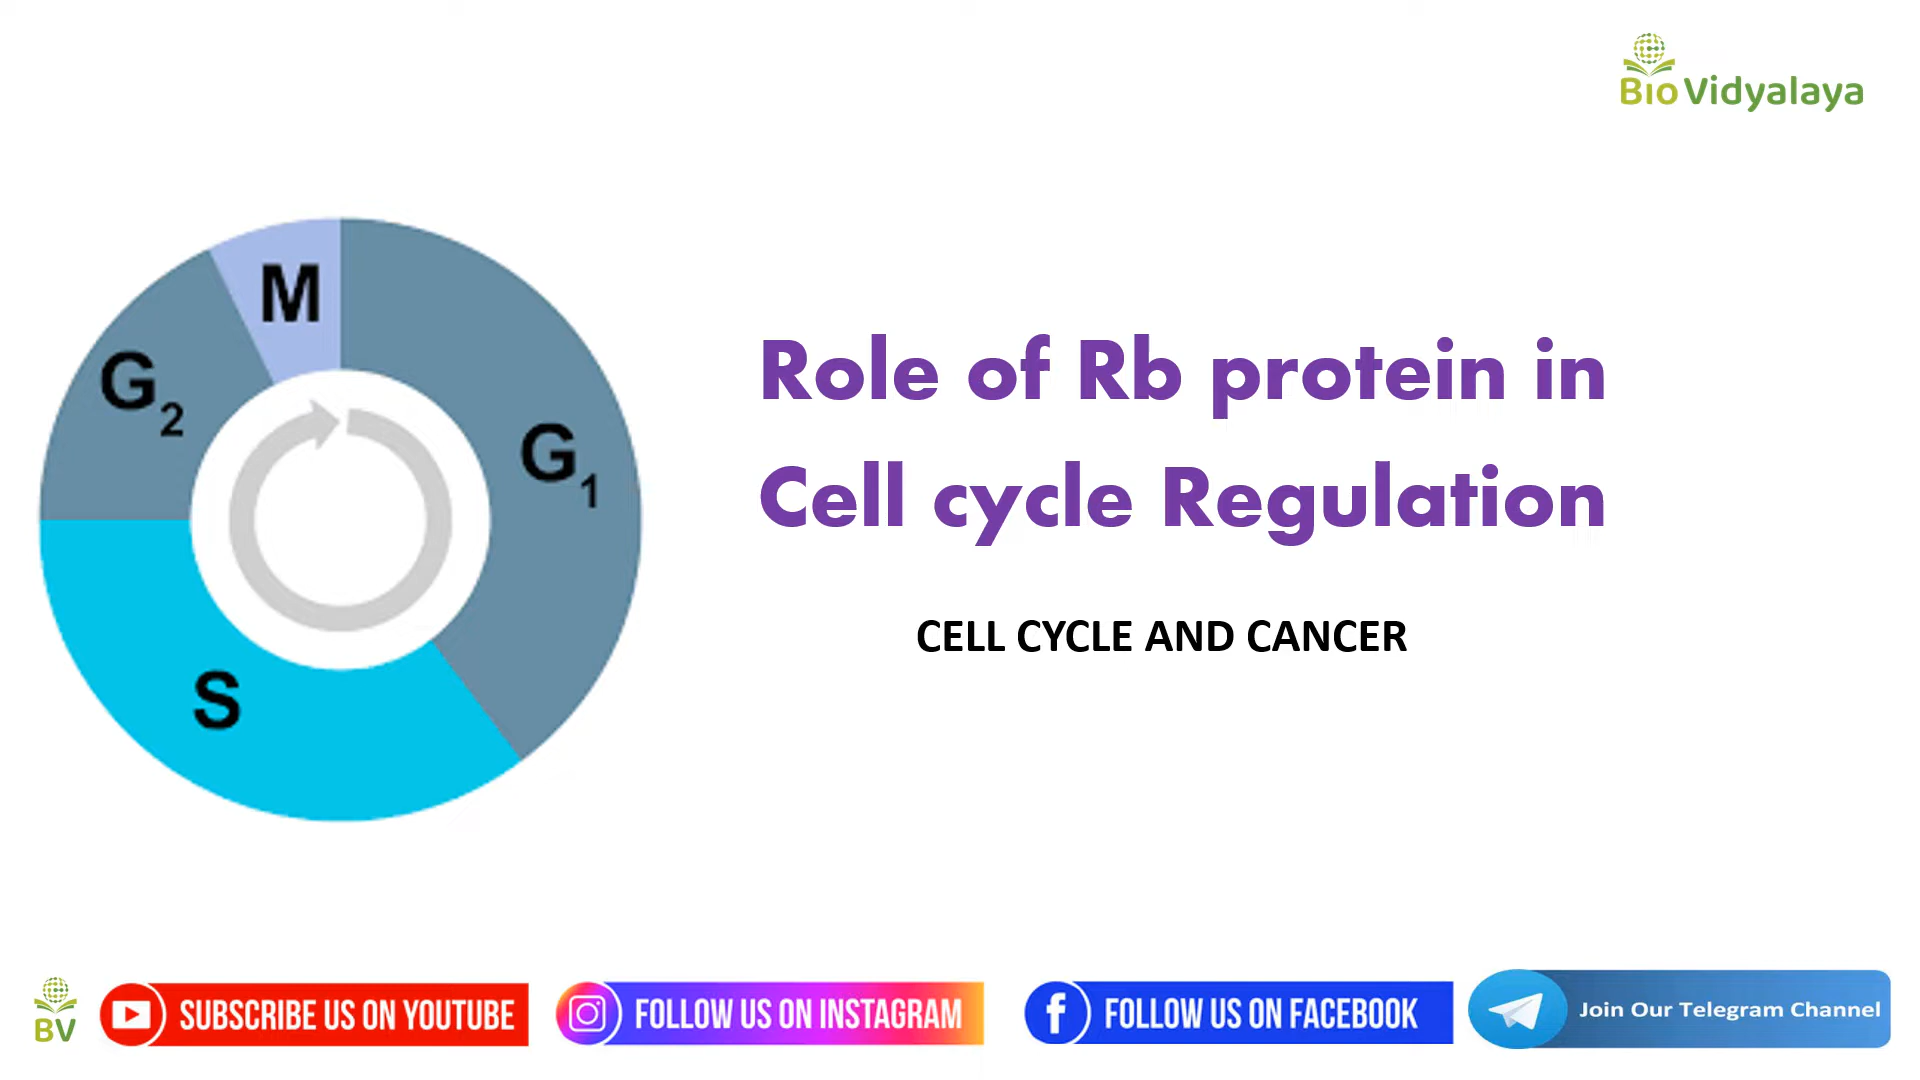 Bio Vidyalaya
M
G2
G1
S
Role of Rb protein in
Cell cycle Regulation
CELL CYCLE AND CANCER
BV
SUBSCRIBE US ON YOUTUBE
FOLLOW US ON INSTAGRAM
FOLLOW US ON FACEBOOK
Join Our Telegram Channel